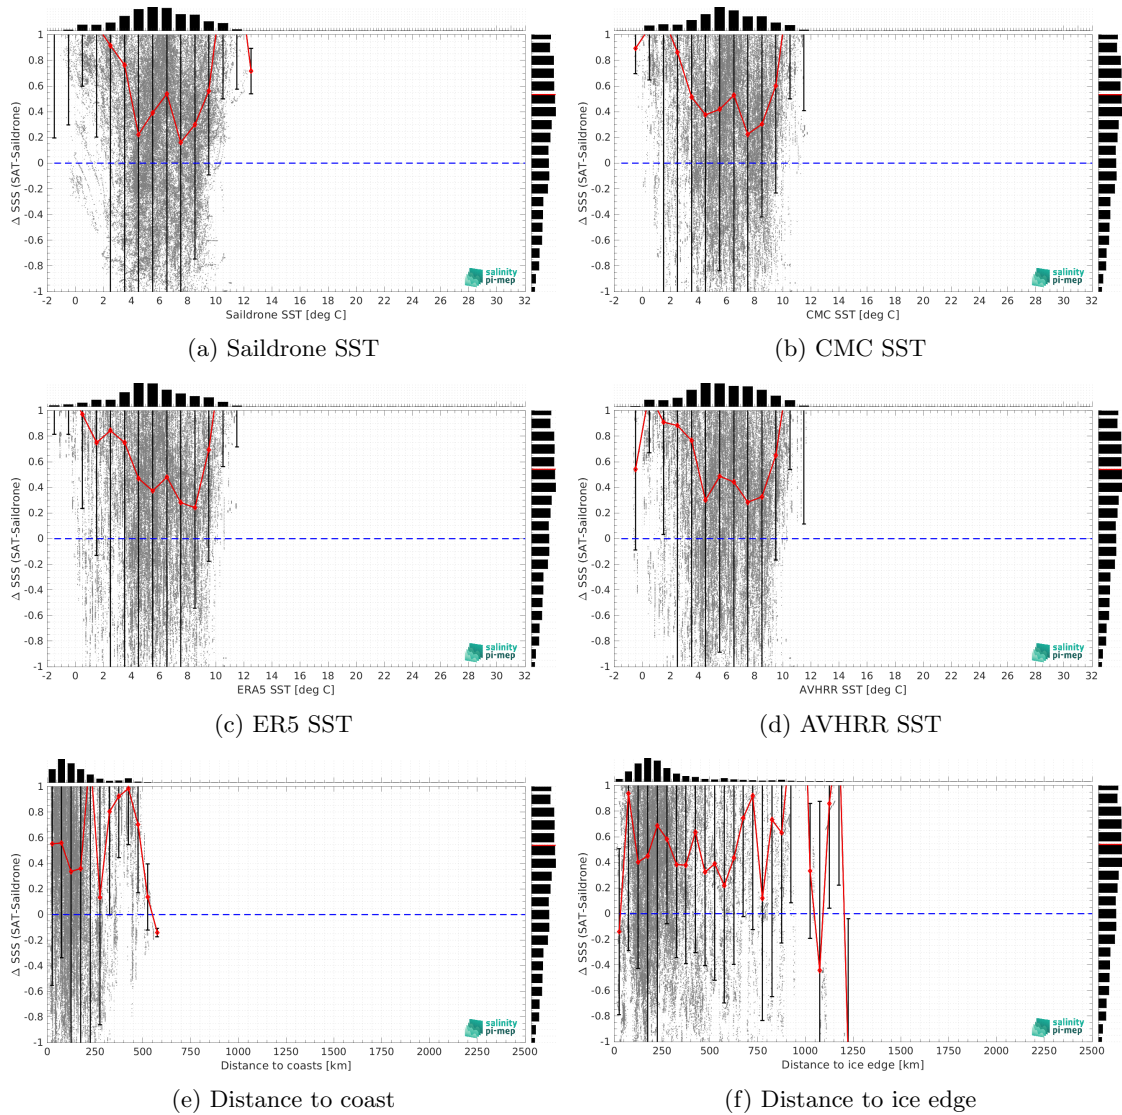 1
0.8
0.6
0.4
0.2
0
-0.2
-0.4
-0.6
-0.8
-1
Δ SSS (SAT-Saildrone)
-2 0 2 4 6 8 10 12 14 16 18 20 22 24 26 28 30 32
Saildrone SST [deg C]
salinity
pi-mep
(a) Saildrone SST
1
0.8
0.6
0.4
0.2
0
-0.2
-0.4
-0.6
-0.8
-1
Δ SSS (SAT-Saildrone)
-2 0 2 4 6 8 10 12 14 16 18 20 22 24 26 28 30 32
CMC SST [deg C]
salinity
pi-mep
(b) CMC SST
1
0.8
0.6
0.4
0.2
0
-0.2
-0.4
-0.6
-0.8
-1
Δ SSS (SAT-Saildrone)
-2 0 2 4 6 8 10 12 14 16 18 20 22 24 26 28 30 32
ERA5 SST [deg C]
salinity
pi-mep
(c) ER5 SST
1
0.8
0.6
0.4
0.2
0
-0.2
-0.4
-0.6
-0.8
-1
Δ SSS (SAT-Saildrone)
-2 0 2 4 6 8 10 12 14 16 18 20 22 24 26 28 30 32
AVHRR SST [deg C]
salinity
pi-mep
(d) AVHRR SST
1
0.8
0.6
0.4
0.2
0
-0.2
-0.4
-0.6
-0.8
-1
Δ SSS (SAT-Saildrone)
0 250 500 750 1000 1250 1500 1750 2000 2250 2500
Distance to coasts [km]
salinity
pi-mep
(e) Distance to coast
1
0.8
0.6
0.4
0.2
0
-0.2
-0.4
-0.6
-0.8
-1
Δ SSS (SAT-Saildrone)
0 250 500 750 1000 1250 1500 1750 2000 2250 2500
Distance to ice edge [km]
salinity
pi-mep
(f) Distance to ice edge